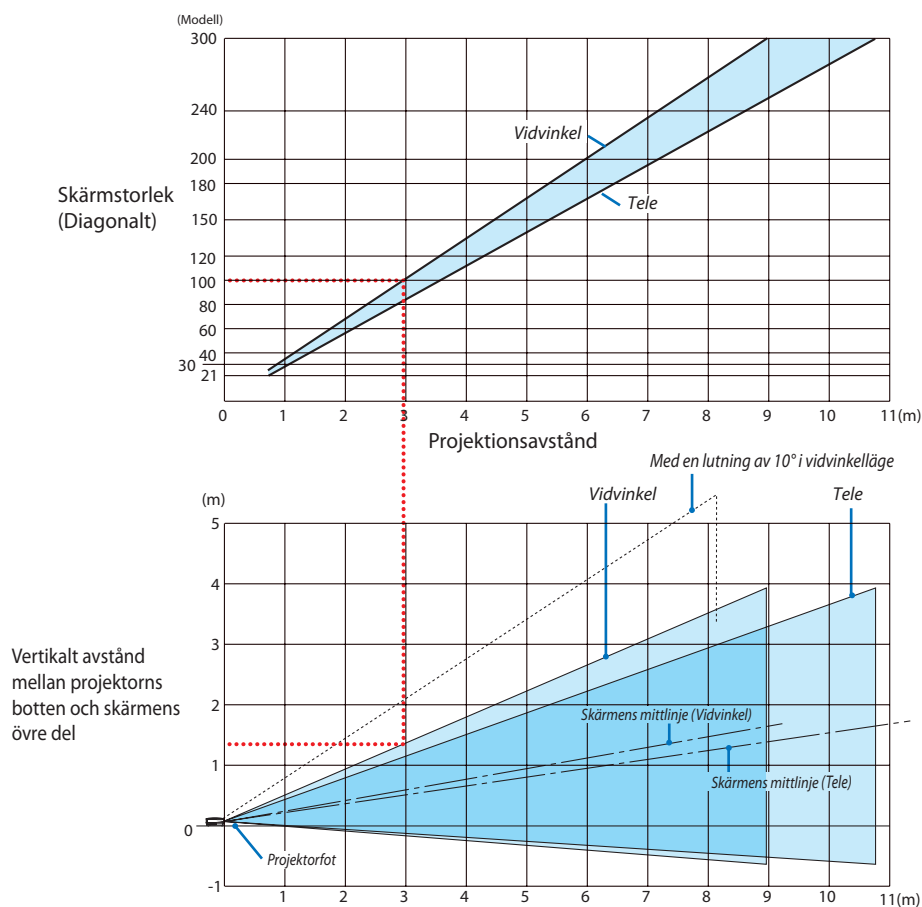 (Modell)
300
240
200
180
150
120
100
80
60
40
30
21
Skärmstorlek
(Diagonalt)
Vidvinkel
Tele
0 1 2 3 4 5 6 7 8 9 10 11(m)
Projektionsavstånd
Med en lutning av 10° i vidvinkelläge
(m)
Vidvinkel
Tele
5
4
3
2
1
0
-1
Vertikalt avstånd
mellan projektorns
botten och skärmens
övre del
Skärmens mittlinje (Vidvinkel)
Skärmens mittlinje (Tele)
Projektorfot
1 2 3 4 5 6 7 8 9 10 11(m)